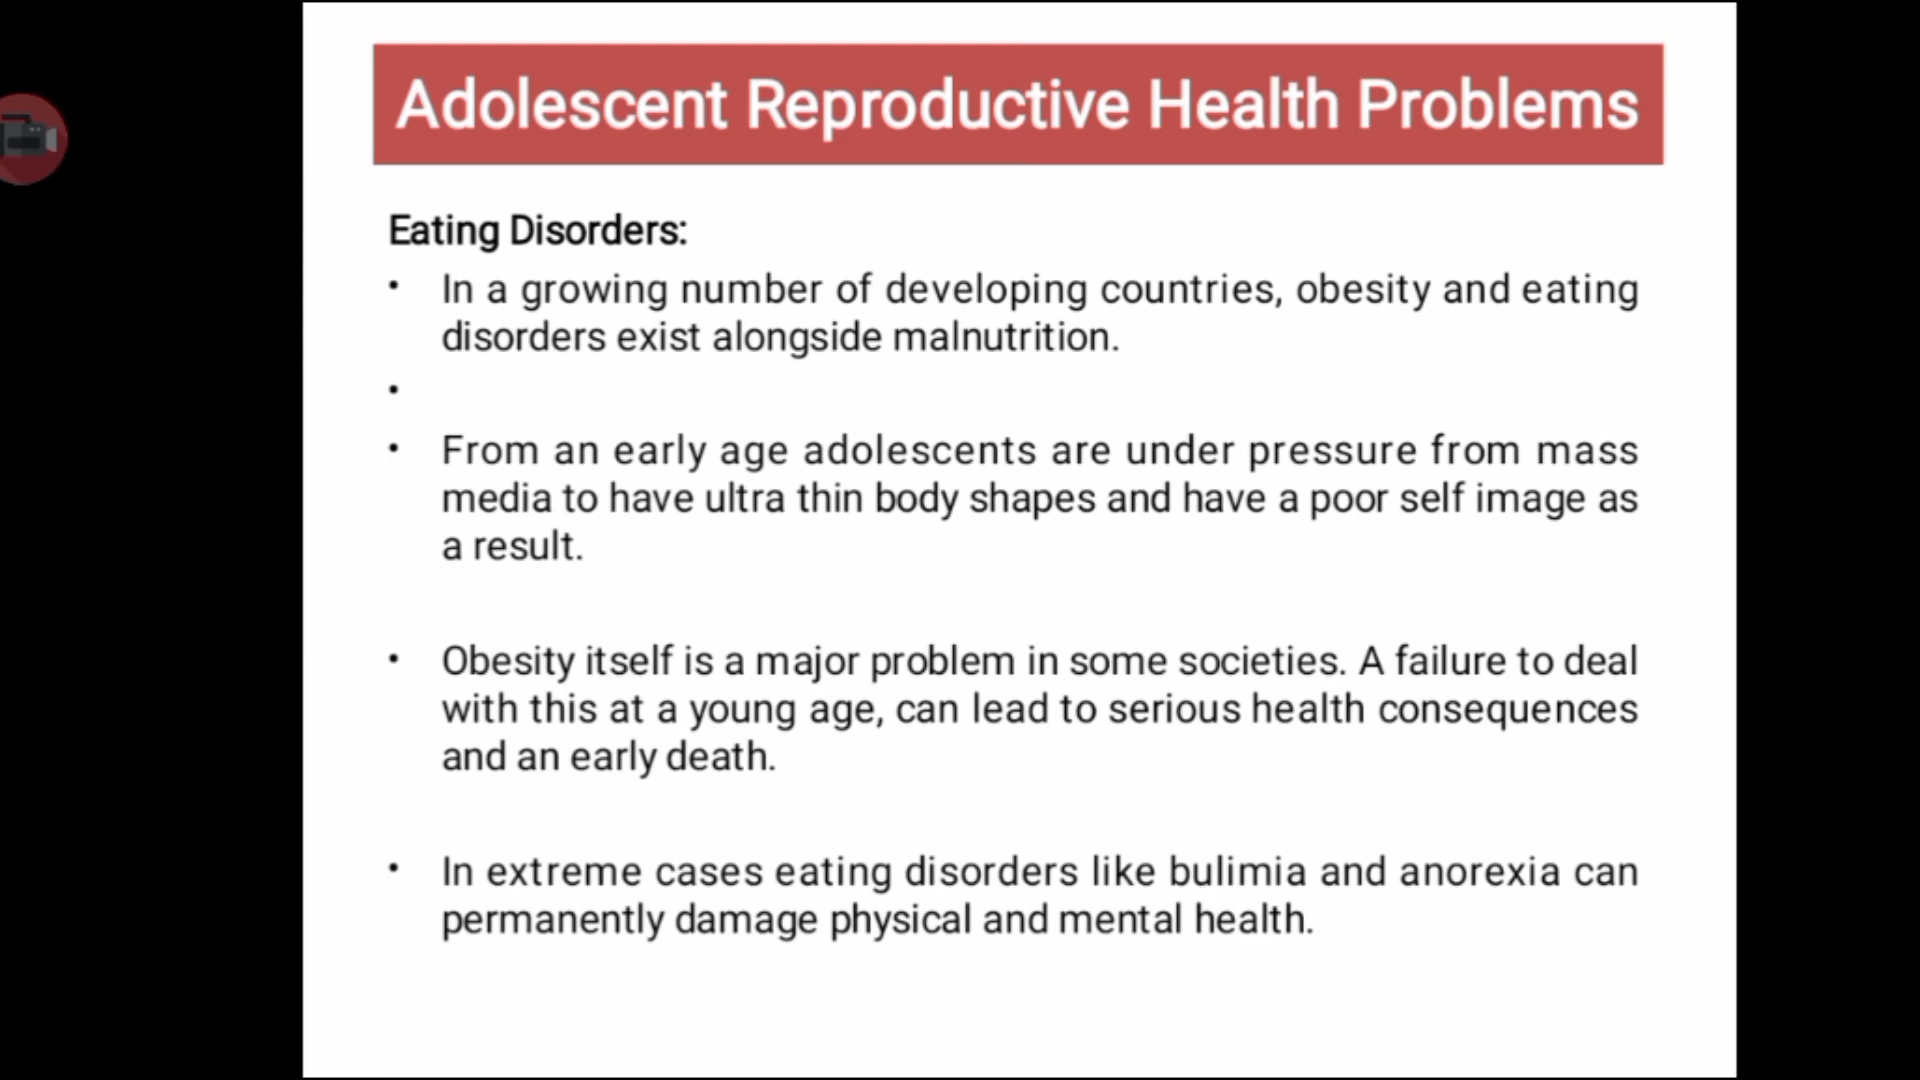 Adolescent Reproductive Health Problems
Eating Disorders:
• In a growing number of developing countries, obesity and eating
disorders exist alongside malnutrition.
•
• From an early age adolescents are under pressure from mass
media to have ultra thin body shapes and have a poor self image as
a result.
• Obesity itself is a major problem in some societies. A failure to deal
with this at a young age, can lead to serious health consequences
and an early death.
• In extreme cases eating disorders like bulimia and anorexia can
permanently damage physical and mental health.